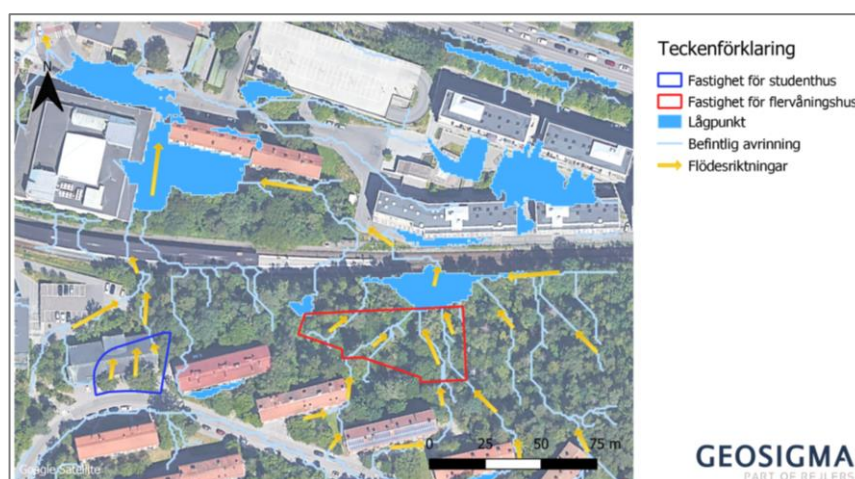 N
Teckenförklaring
Fastighet för studenthus
Fastighet för flervåningshus
Lågpunkt
Befintlig avrinning
Flödesriktningar
0 25 50 75 m
Google Satellite
GEOSIGMA
PART OF REJLERS